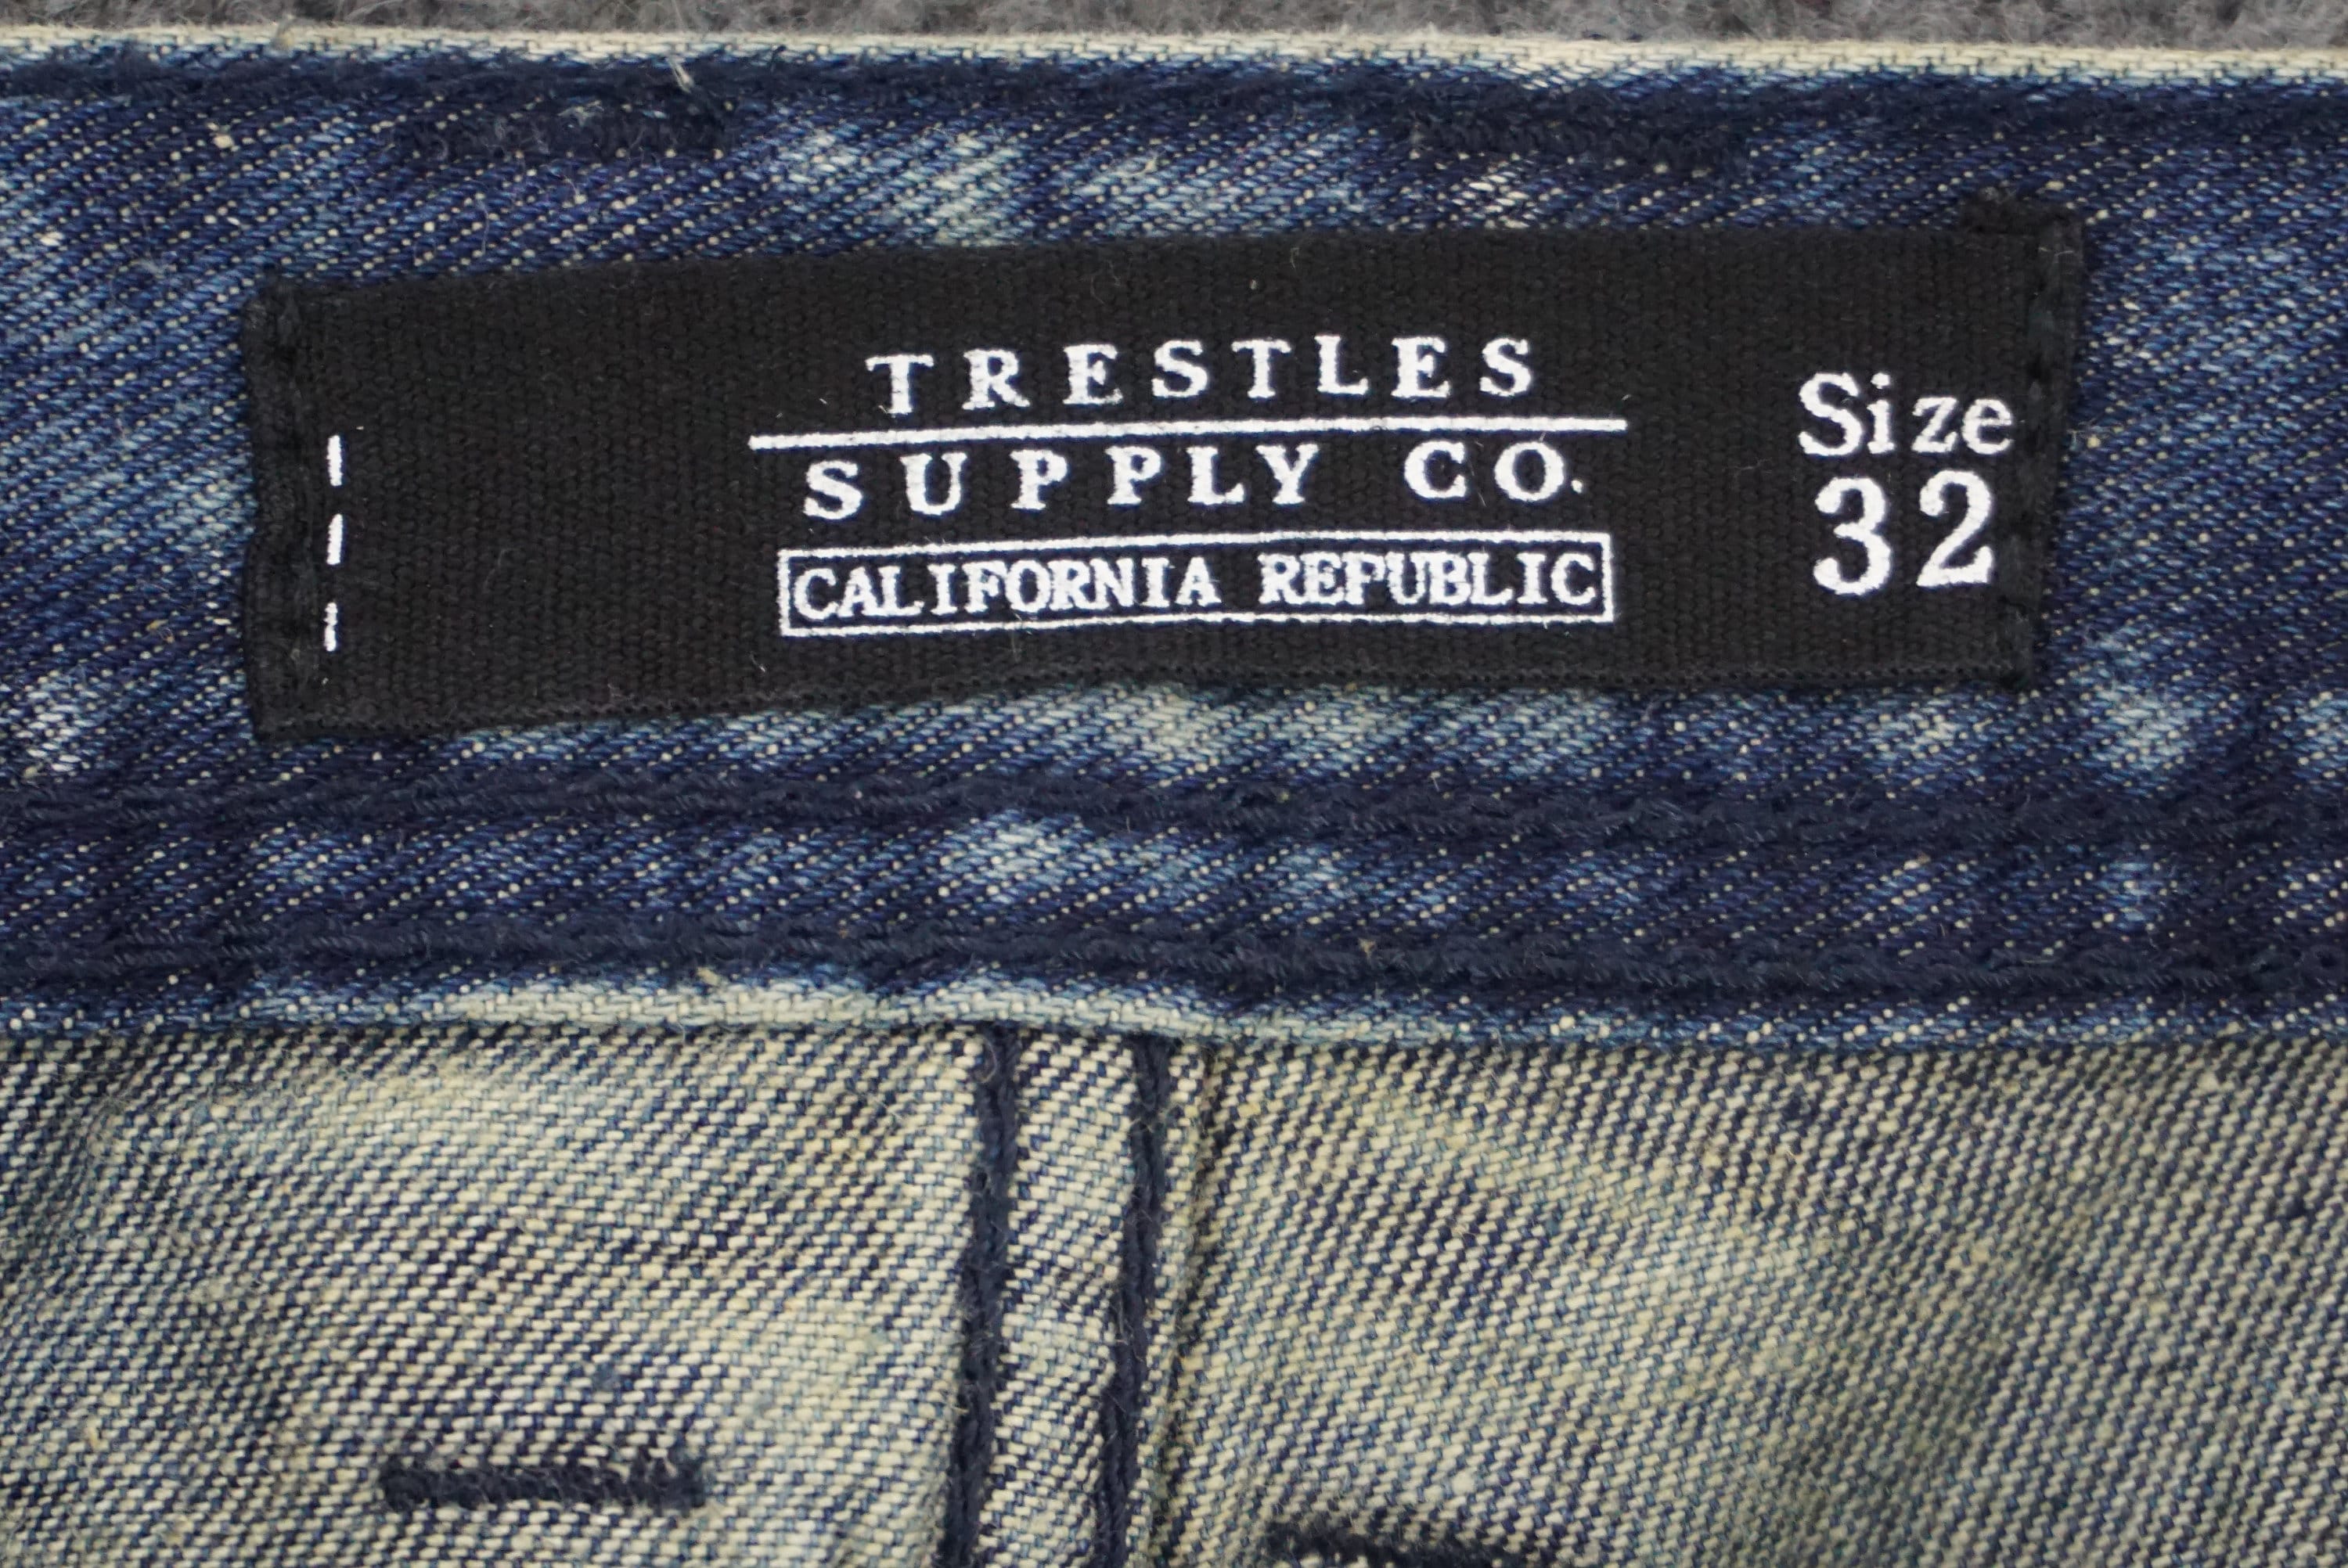 TRESTLES
SUPPLY CO.
CALIFORNIA REPUBLIC
Size
32